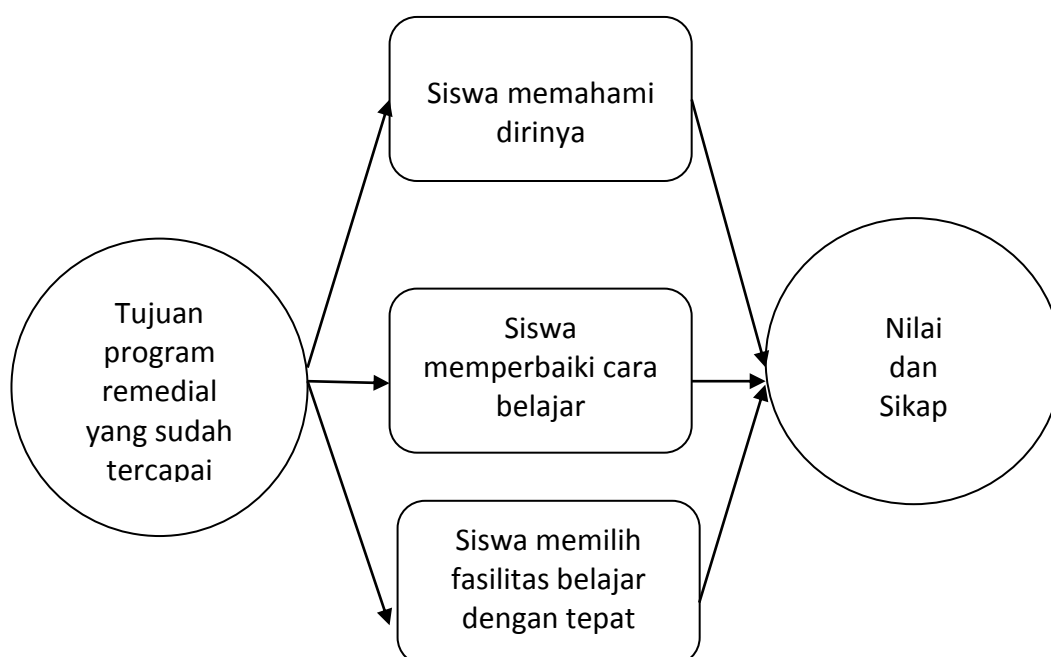 Siswa memahami
dirinya
Tujuan
program
remedial
yang sudah
tercapai
Siswa
memperbaiki cara
belajar
Nilai
dan
Sikap
Siswa memilih
fasilitas belajar
dengan tepat